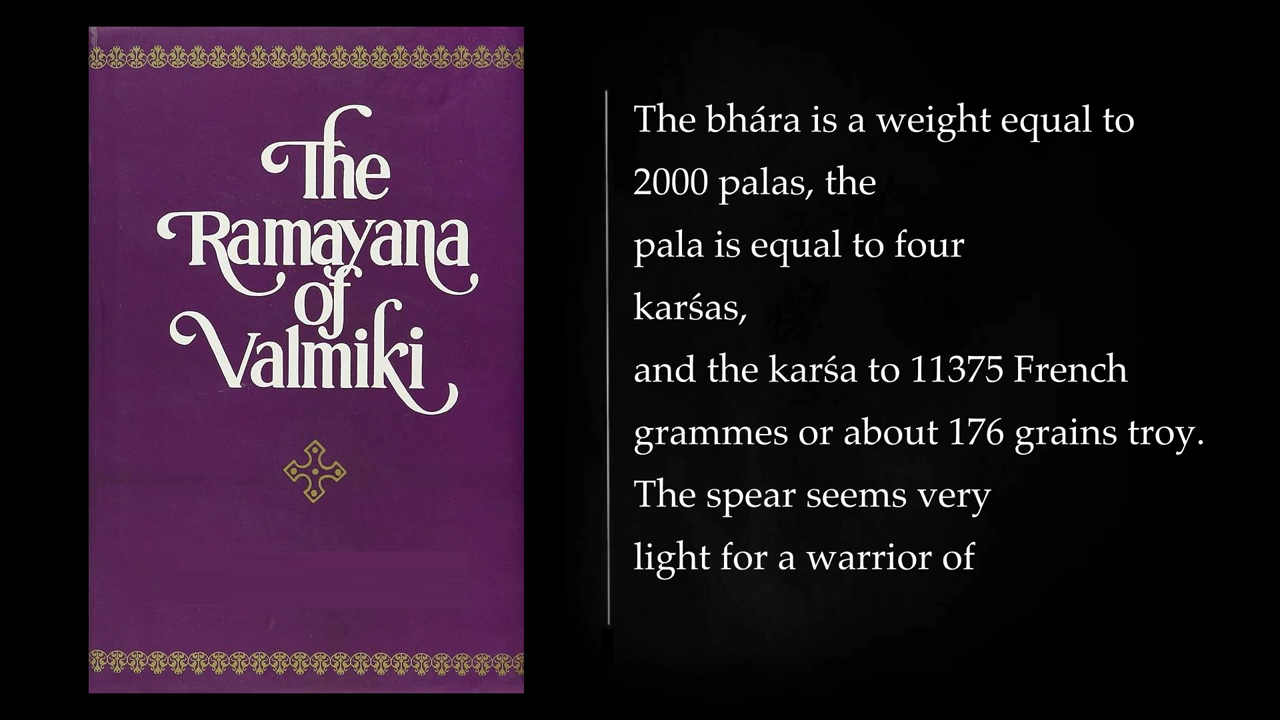 The
Ramayana
of
Valmiki
The bhára is a weight equal to
2000 palas, the
pala is equal to four
karśas,
and the karśa to 11375 French
grammes or about 176 grains troy.
The spear seems very
light for a warrior of